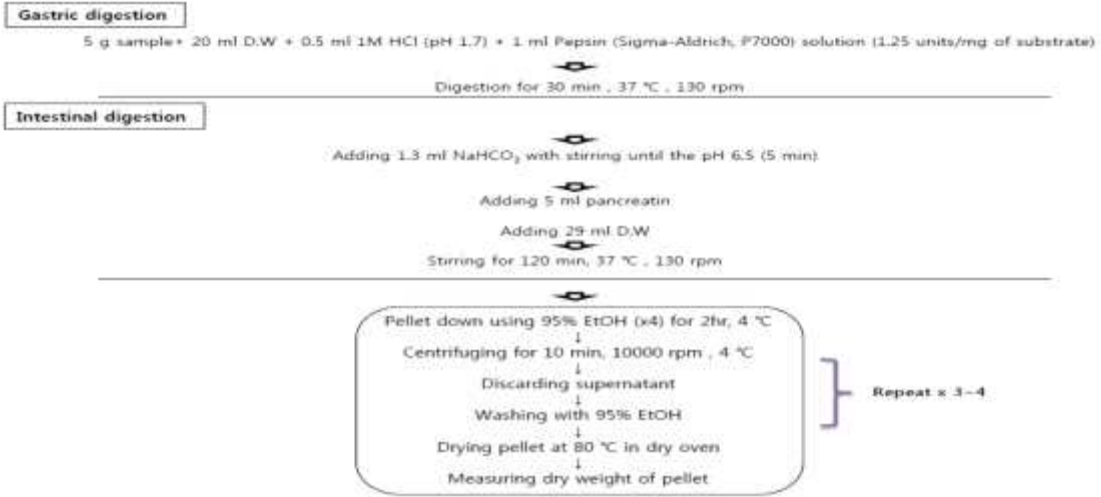 Gastric digestion
5 g sample+ 20 ml D.W + 0.5 ml 1M HCl (pH 1.7) + 1 ml Pepsin (Sigma-Aldrich, P7000) solution (1.25 units/mg of substrate)
Digestion for 30 min , 37 ℃ , 130 rpm
Intestinal digestion
Adding 1.3 ml NaHCO₃ with stirring until the pH 6.5 (5 min)
Adding 5 ml pancreatin
Adding 29 ml D.W
Stirring for 120 min, 37 ℃ , 130 rpm
Pellet down using 95% EtOH (x4) for 2hr, 4 ℃
↓
Centrifuging for 10 min, 10000 rpm , 4 ℃
↓
Discarding supernatant
↓
Washing with 95% EtOH
↓
Drying pellet at 80 ℃ in dry oven
↓
Measuring dry weight of pellet
Repeat x 3~4